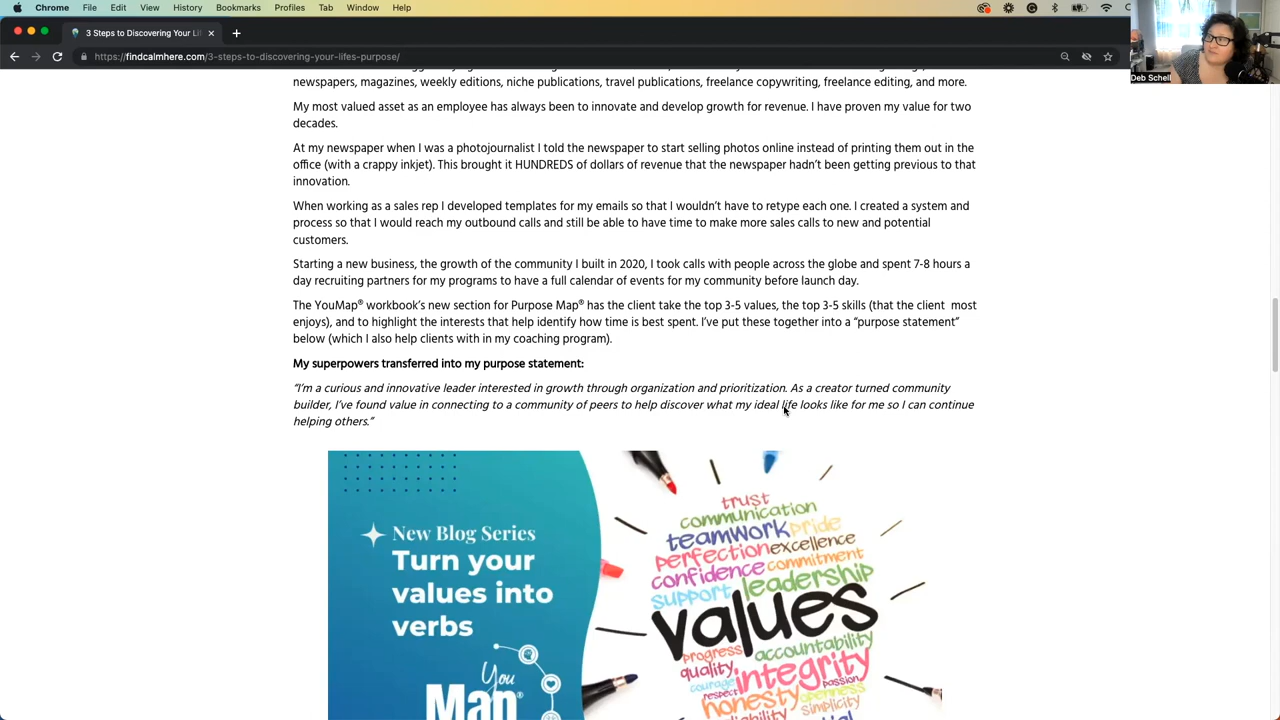 Chrome File Edit View History Bookmarks Profiles Tab Window Help
3 Steps to Discovering Your Li
https://findcalmhere.com/3-steps-to-discovering-your-lifes-purpose/
Deb Schell
newspapers, magazines, weekly editions, niche publications, travel publications, freelance copywriting, freelance editing, and more.
My most valued asset as an employee has always been to innovate and develop growth for revenue. I have proven my value for two
decades.
At my newspaper when I was a photojournalist I told the newspaper to start selling photos online instead of printing them out in the
office (with a crappy inkjet). This brought it HUNDREDS of dollars of revenue that the newspaper hadn't been getting previous to that
innovation.
When working as a sales rep I developed templates for my emails so that I wouldn't have to retype each one. I created a system and
process so that I would reach my outbound calls and still be able to have time to make more sales calls to new and potential
customers.
Starting a new business, the growth of the community I built in 2020, I took calls with people across the globe and spent 7-8 hours a
day recruiting partners for my programs to have a full calendar of events for my community before launch day.
The YouMap® workbook's new section for Purpose Map® has the client take the top 3-5 values, the top 3-5 skills (that the client most
enjoys), and to highlight the interests that help identify how time is best spent. I've put these together into a “purpose statement”
below (which I also help clients with in my coaching program).
My superpowers transferred into my purpose statement:
“I'm a curious and innovative leader interested in growth through organization and prioritization. As a creator turned community
builder, I've found value in connecting to a community of peers to help discover what my ideal life looks like for me so I can continue
helping others.”
New Blog Series
Turn your
values into
verbs
You
Map®
trust
communication
teamwork pride
perfection excellence
confidence commitment
support leadership
values
progress accountability
quality integrity
courage passion
respect openness
honesty simplicity